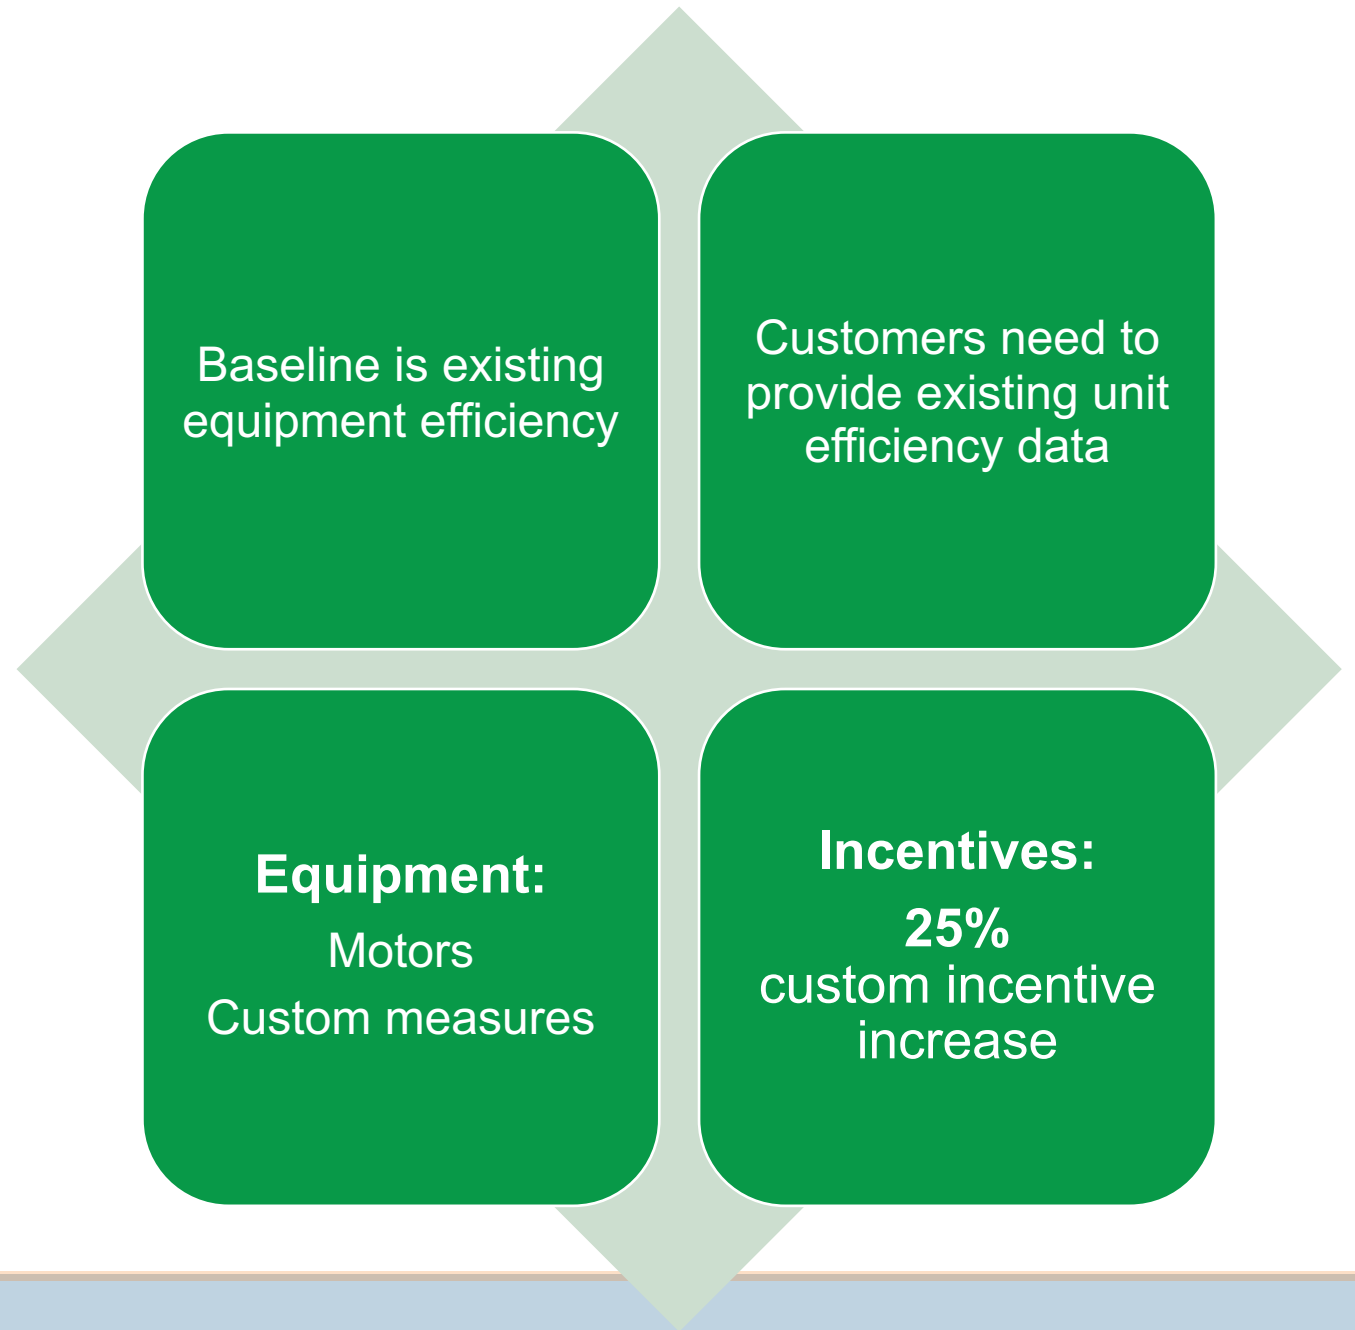 Baseline is existing
equipment efficiency
Customers need to
provide existing unit
efficiency data
Equipment:
Motors
Custom measures
Incentives:
25%
custom incentive
increase